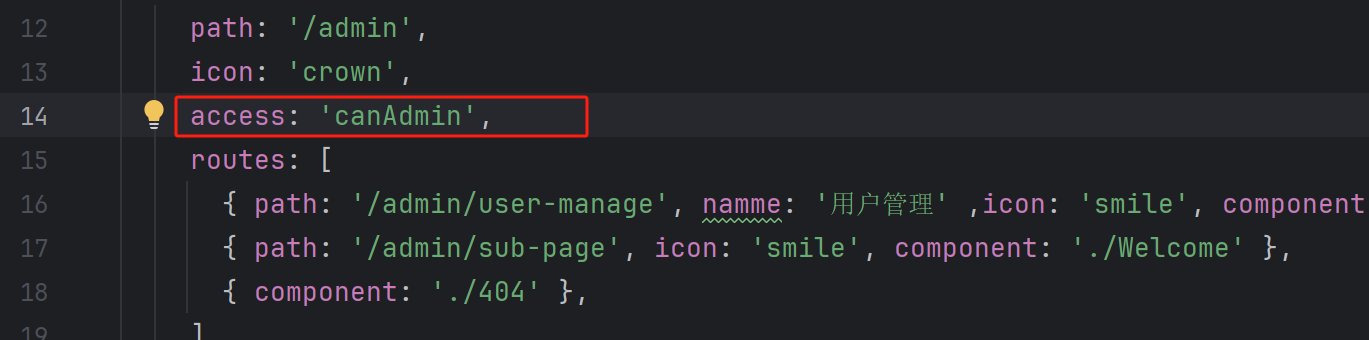 12 path: '/admin',
13 icon: 'crown',
14 access: 'canAdmin',
15 routes: [
16 { path: '/admin/user-manage', namme: '用户管理' ,icon: 'smile', component
17 { path: '/admin/sub-page', icon: 'smile', component: './Welcome' },
18 { component: './404' },
19 ]